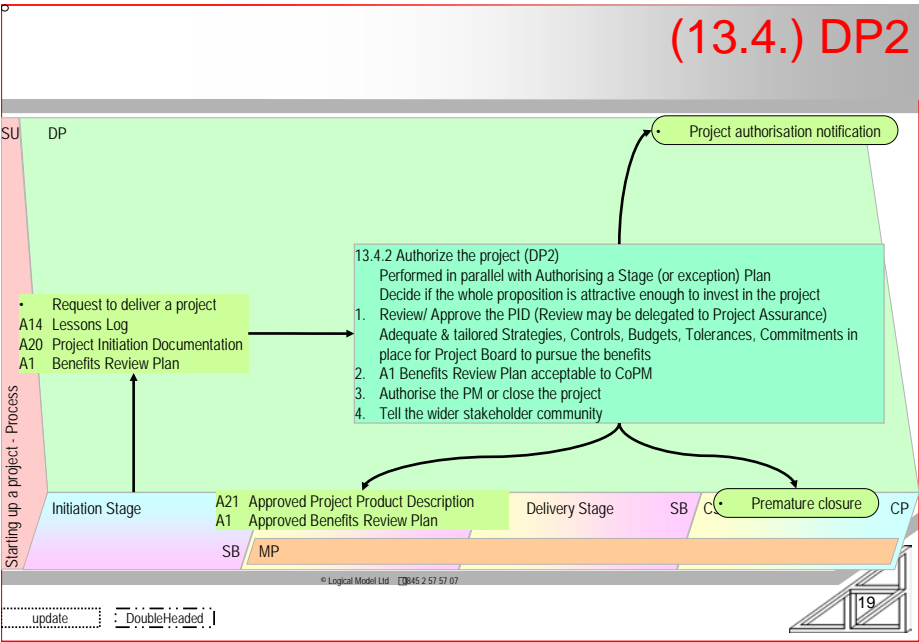 (13.4.) DP2
SU DP
• Project authorisation notification
13.4.2 Authorize the project (DP2)
Performed in parallel with Authorising a Stage (or exception) Plan
Decide if the whole proposition is attractive enough to invest in the project
1. Review/ Approve the PID (Review may be delegated to Project Assurance)
Adequate & tailored Strategies, Controls, Budgets, Tolerances, Commitments in
place for Project Board to pursue the benefits
2. A1 Benefits Review Plan acceptable to CoPM
3. Authorise the PM or close the project
4. Tell the wider stakeholder community
• Request to deliver a project
A14 Lessons Log
A20 Project Initiation Documentation
A1 Benefits Review Plan
Starting up a project - Process
Initiation Stage
A21 Approved Project Product Description
A1 Approved Benefits Review Plan
Delivery Stage
SB
C
• Premature closure
CP
SB
MP
© Logical Model Ltd 0845 2 57 57 07
update
DoubleHeaded
19